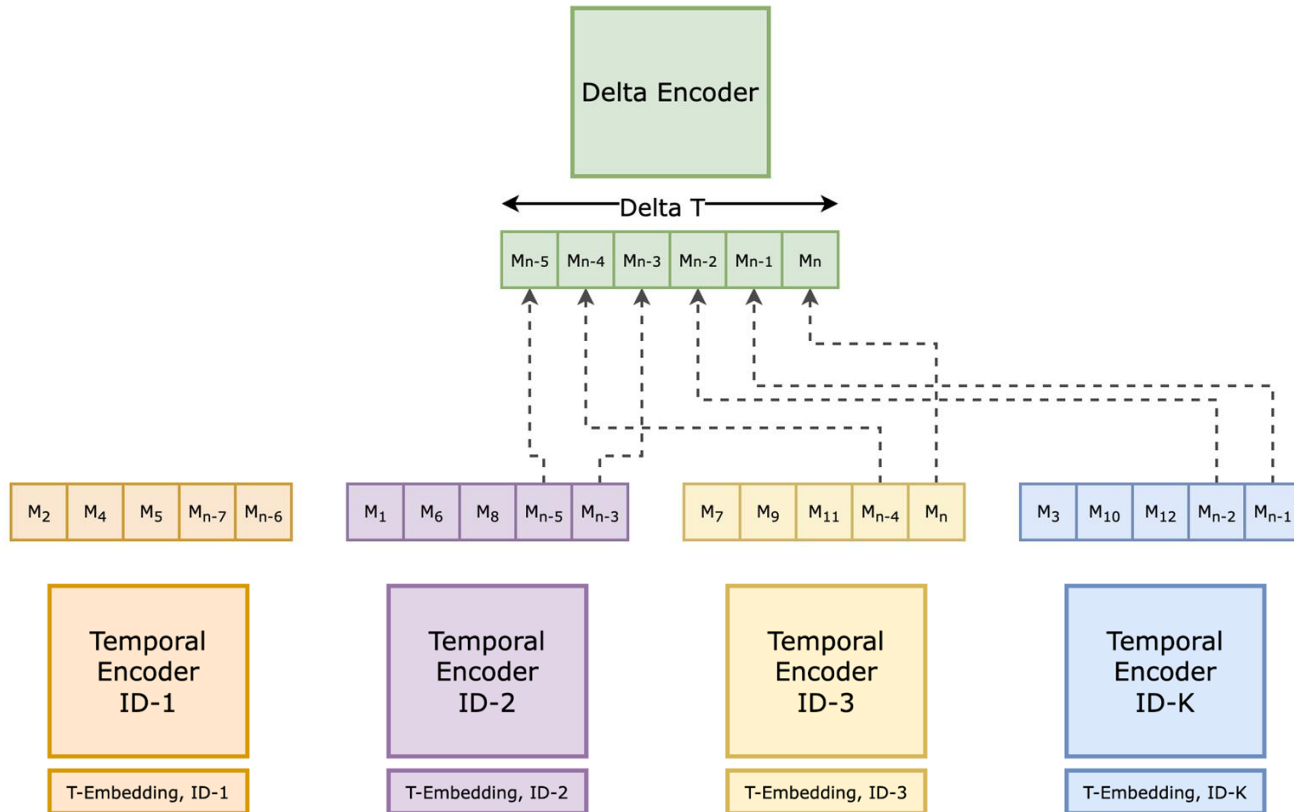 Delta Encoder
Delta T
Mn-5 Mn-4 Mn-3 Mn-2 Mn-1 Mn
M2 M4 M5 Mn-7 Mn-6 M1 M6 M8 Mn-5 Mn-3 M7 M9 M11 Mn-4 Mn M3 M10 M12 Mn-2 Mn-1
Temporal
Encoder
ID-1
Temporal
Encoder
ID-2
Temporal
Encoder
ID-3
Temporal
Encoder
ID-K
T-Embedding, ID-1
T-Embedding, ID-2
T-Embedding, ID-3
T-Embedding, ID-K